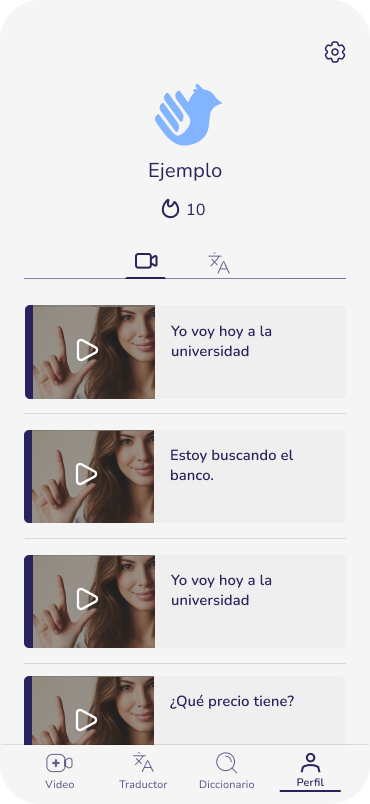 Ejemplo
10
Yo voy hoy a la
universidad
Estoy buscando el
banco.
Yo voy hoy a la
universidad
¿Qué precio tiene?
Video
Traductor
Diccionario
Perfil